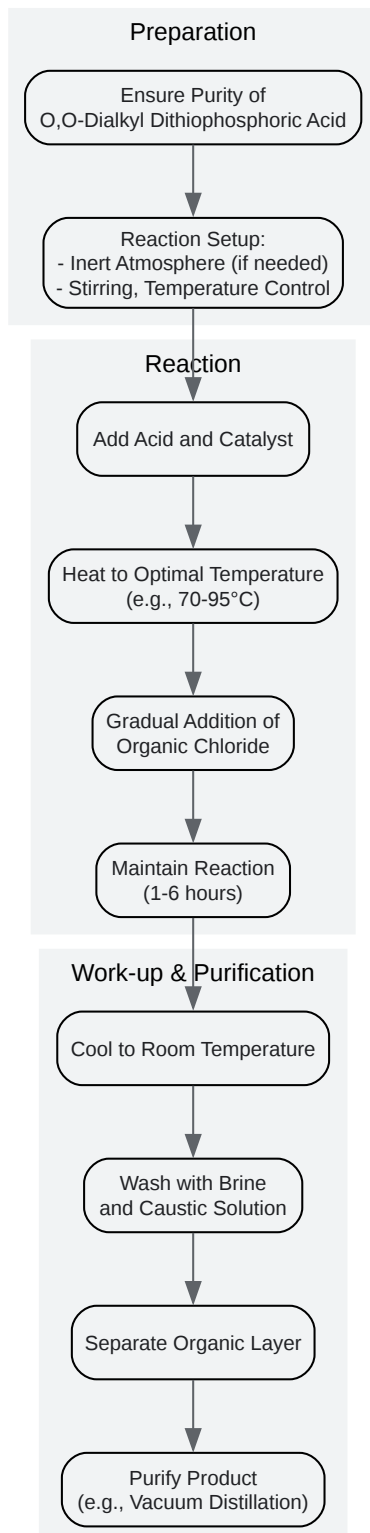 Preparation
Ensure Purity of
O,O-Dialkyl Dithiophosphoric Acid
Reaction Setup:
- Inert Atmosphere (if needed)
- Stirring, Temperature Control
Reaction
Add Acid and Catalyst
Heat to Optimal Temperature
(e.g., 70-95°C)
Gradual Addition of
Organic Chloride
Maintain Reaction
(1-6 hours)
Work-up & Purification
Cool to Room Temperature
Wash with Brine
and Caustic Solution
Separate Organic Layer
Purify Product
(e.g., Vacuum Distillation)